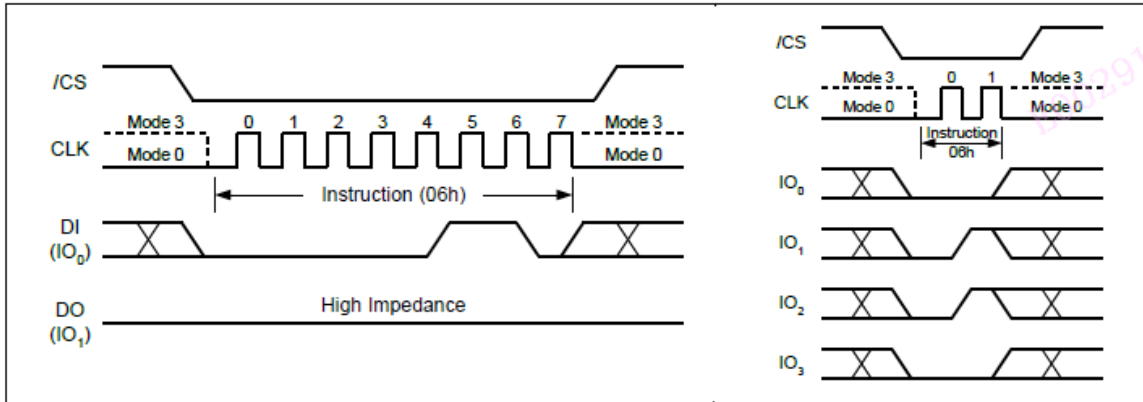 /CS
Mode 3 0 1 2 3 4 5 6 7 Mode 3
CLK
Mode 0 Mode 0
Instruction (06h)
DI
(IO0)
High Impedance
DO
(IO1)
/CS
Mode 3 0 1 Mode 3
CLK
Mode 0 Mode 0
Instruction
06h
IO0
IO1
IO2
IO3